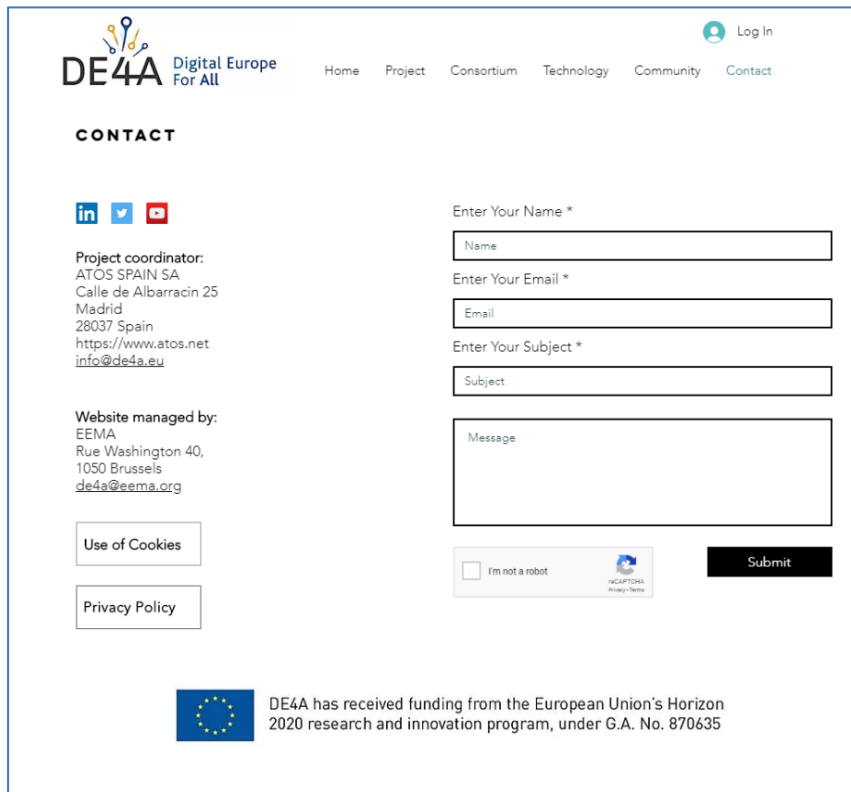 Log In
DE4A Digital Europe
For All
Home Project Consortium Technology Community Contact
CONTACT
in
Project coordinator:
ATOS SPAIN SA
Calle de Albarracin 25
Madrid
28037 Spain
https://www.atos.net
info@de4a.eu
Website managed by:
EEMA
Rue Washington 40,
1050 Brussels
de4a@eema.org
Use of Cookies
Privacy Policy
Enter Your Name *
Name
Enter Your Email *
Email
Enter Your Subject *
Subject
Message
I'm not a robot
reCAPTCHA
Privacy - Terms
Submit
DE4A has received funding from the European Union's Horizon
2020 research and innovation program, under G.A. No. 870635